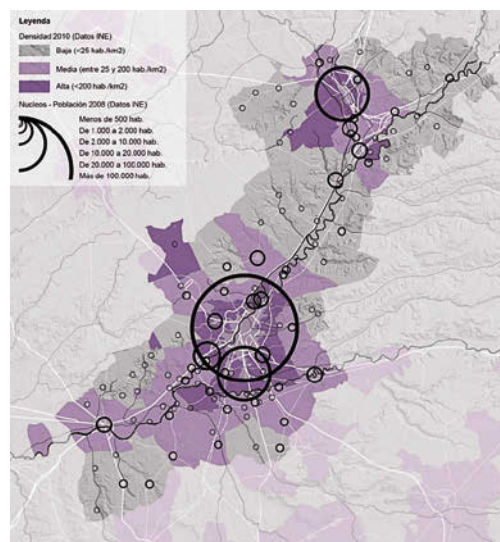 Leyenda
Densidad 2010 (Datos INE)
Baja (<25 hab./km2)
Media (entre 25 y 200 hab./km2)
Alta (<200 hab./km2)
Nucleos - Población 2008 (Datos INE)
Menos de 500 hab.
De 1.000 a 2.000 hab.
De 2.000 a 10.000 hab.
De 10.000 a 20.000 hab.
De 20.000 a 100.000 hab.
Más de 100.000 hab.